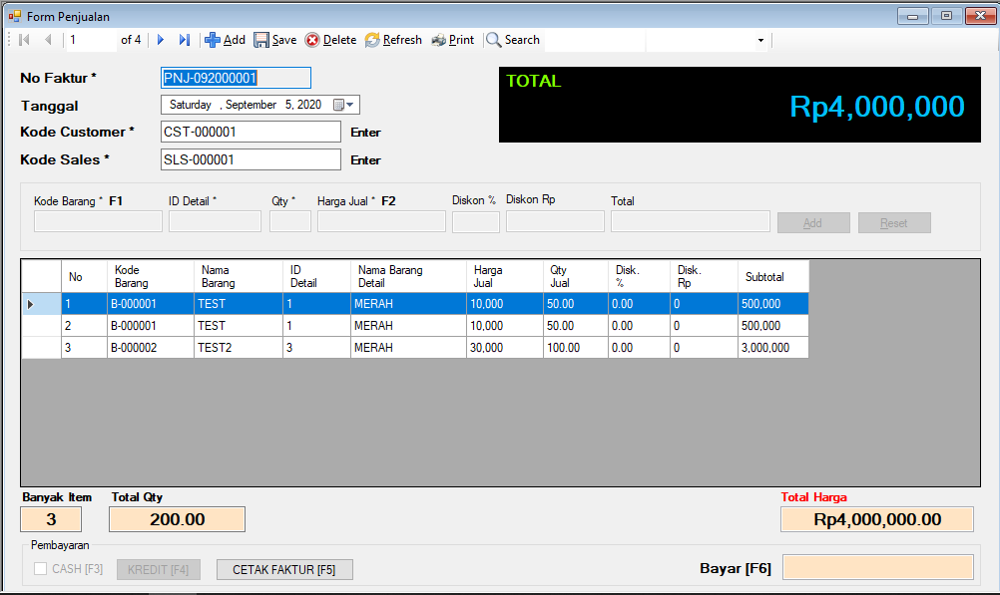 Form Penjualan
1 of 4 Add Save Delete Refresh Print Search
No Faktur * PNJ-092000001
Tanggal Saturday , September 5, 2020
Kode Customer * CST-000001 Enter
Kode Sales * SLS-000001 Enter
TOTAL
Rp4,000,000
Kode Barang * F1 ID Detail * Qty * Harga Jual * F2 Diskon % Diskon Rp Total
Add Reset
No Kode Barang Nama Barang ID Detail Nama Barang Detail Harga Jual Qty Jual Disk. % Disk. Rp Subtotal
1 B-000001 TEST 1 MERAH 10,000 50.00 0.00 0 500,000
2 B-000001 TEST 1 MERAH 10,000 50.00 0.00 0 500,000
3 B-000002 TEST2 3 MERAH 30,000 100.00 0.00 0 3,000,000
Banyak Item Total Qty Total Harga
3 200.00 Rp4,000,000.00
Pembayaran
CASH [F3] KREDIT [F4] CETAK FAKTUR [F5] Bayar [F6]